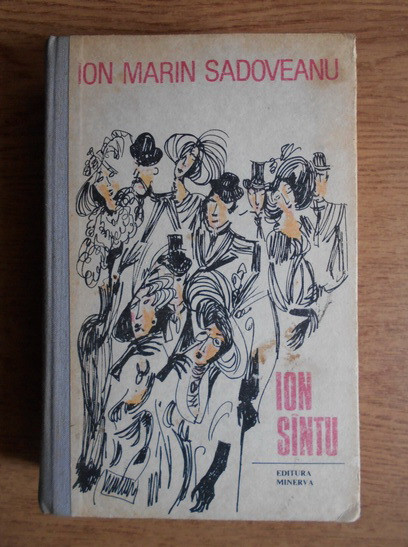 ION MARIN SADOVEANU
ION
SÎNTU
EDITURA
MINERVA